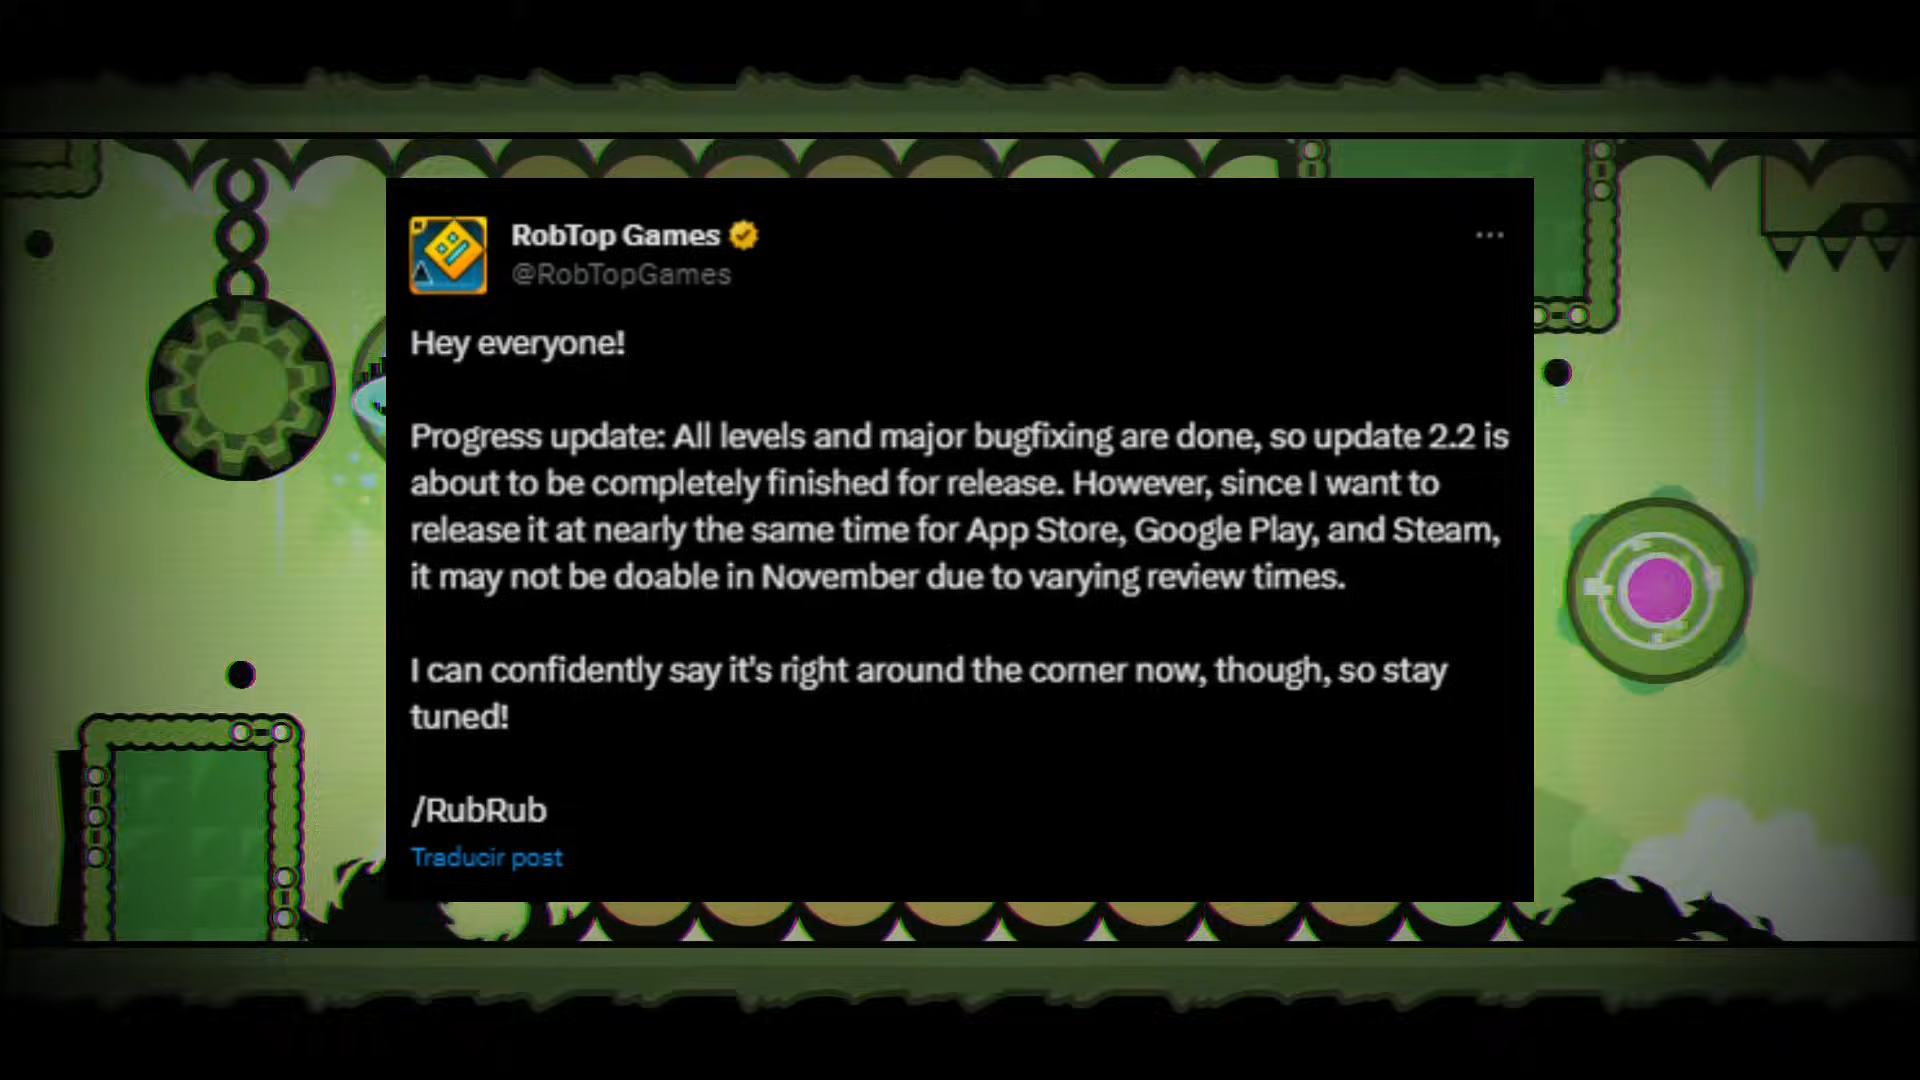 RobTop Games
@RobTopGames
Hey everyone!
Progress update: All levels and major bugfixing are done, so update 2.2 is
about to be completely finished for release. However, since I want to
release it at nearly the same time for App Store, Google Play, and Steam,
it may not be doable in November due to varying review times.
I can confidently say it's right around the corner now, though, so stay
tuned!
/RubRub
Traducir post